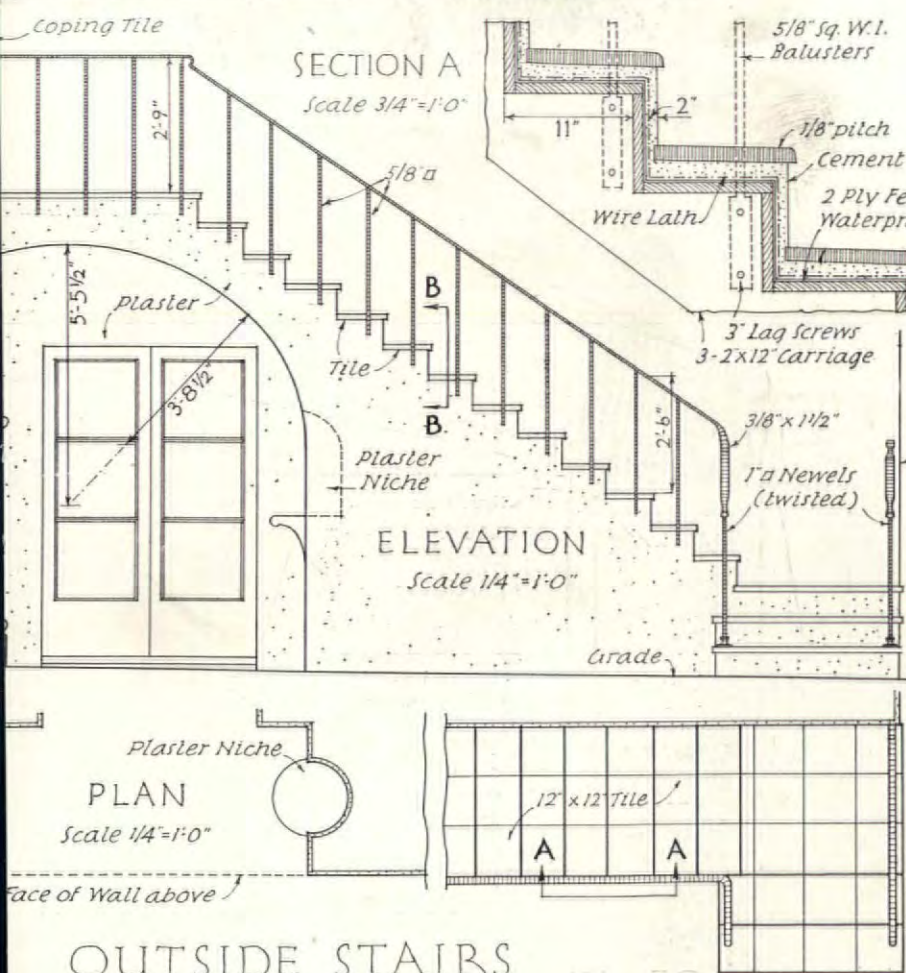 Coping Tile
SECTION A
Scale 3/4"=1'-0"
5/8" Sq. W.I.
Balusters
2'-9"
5/8"
11"
2"
1/8" pitch
Cement
Wire Lath
2 Ply
3" Lag Screws
3-2"x12" Carriage
5'-5 1/2"
Plaster
3'-8 1/2"
Tile
B
B
Plaster
Niche
2'-6"
3/8" x 1 1/2"
1" Newels
(twisted)
ELEVATION
Scale 1/4"=1'-0"
Grade
Plaster Niche
PLAN
Scale 1/4"=1'-0"
12" x 12" Tile
A A
Face of Wall above
OUTSIDE STAIRS